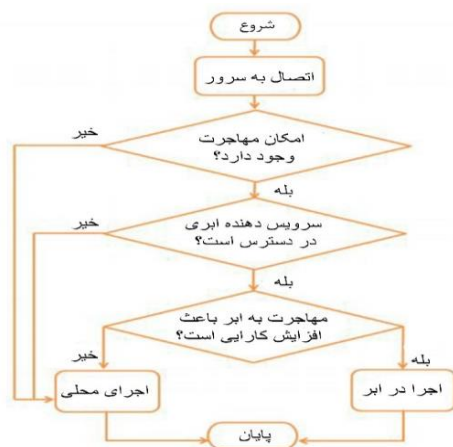 شروع
اتصال به سرور
امکان مهاجرت
وجود دارد؟
خیر
بله
سرویس دهنده ابری
در دسترس است؟
خیر
بله
مهاجرت به ابر باعث
افزایش کارایی است؟
خیر
بله
اجرای محلی
اجرا در ابر
پایان